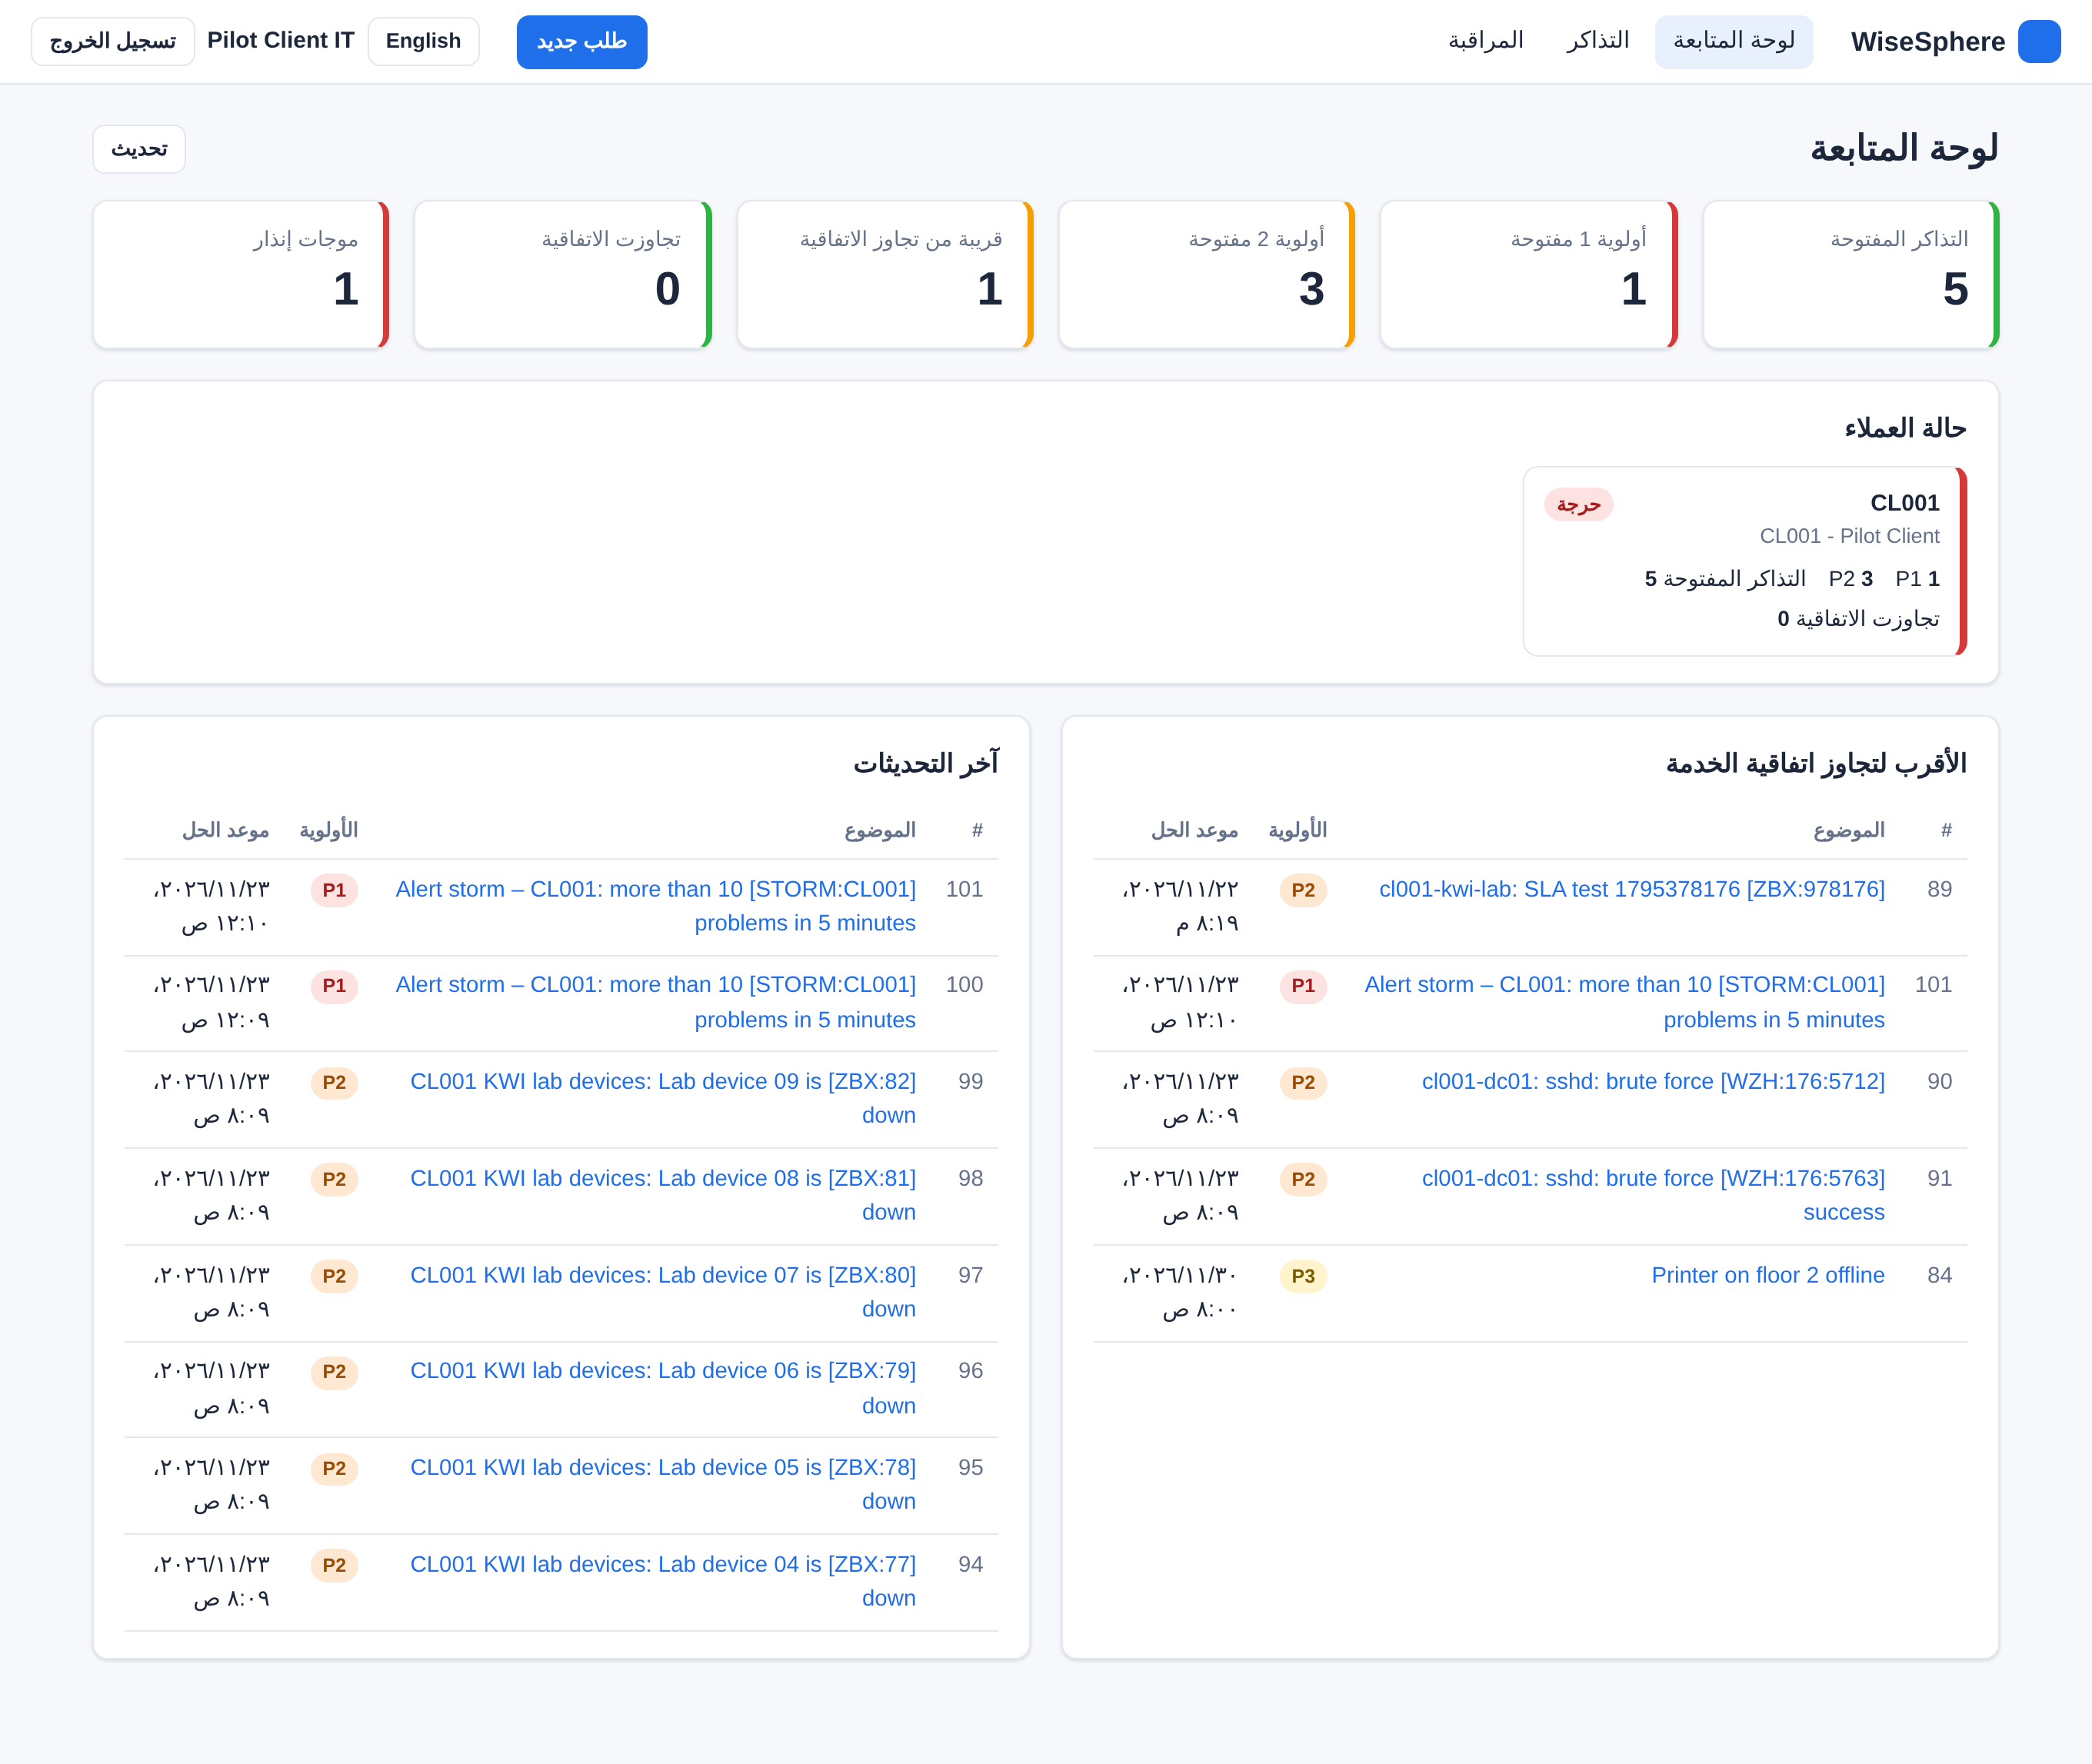 WiseSphere
لوحة المتابعة
التذاكر
المراقبة
طلب جديد
English
Pilot Client IT
تسجيل الخروج
لوحة المتابعة
تحديث
التذاكر المفتوحة
5
أولوية 1 مفتوحة
1
أولوية 2 مفتوحة
3
قريبة من تجاوز الاتفاقية
1
تجاوزت الاتفاقية
0
موجات إنذار
1
حالة العملاء
CL001
حرجة
CL001 - Pilot Client
P1 1 P2 3 التذاكر المفتوحة 5
تجاوزت الاتفاقية 0
الأقرب لتجاوز اتفاقية الخدمة
# الموضوع الأولوية موعد الحل
89 cl001-kwi-lab: SLA test 1795378176 [ZBX:978176] P2 ٢٠٢٦/١١/٢٢،
٨:١٩ م
101 Alert storm – CL001: more than 10 [STORM:CL001] P1 ٢٠٢٦/١١/٢٣،
problems in 5 minutes ١٢:١٠ ص
90 cl001-dc01: sshd: brute force [WZH:176:5712] P2 ٢٠٢٦/١١/٢٣،
٨:٠٩ ص
91 cl001-dc01: sshd: brute force [WZH:176:5763] P2 ٢٠٢٦/١١/٢٣،
success ٨:٠٩ ص
84 Printer on floor 2 offline P3 ٢٠٢٦/١١/٣٠،
٨:٠٠ ص
آخر التحديثات
# الموضوع الأولوية موعد الحل
101 Alert storm – CL001: more than 10 [STORM:CL001] P1 ٢٠٢٦/١١/٢٣،
problems in 5 minutes ١٢:١٠ ص
100 Alert storm – CL001: more than 10 [STORM:CL001] P1 ٢٠٢٦/١١/٢٣،
problems in 5 minutes ١٢:٠٩ ص
99 CL001 KWI lab devices: Lab device 09 is [ZBX:82] P2 ٢٠٢٦/١١/٢٣،
down ٨:٠٩ ص
98 CL001 KWI lab devices: Lab device 08 is [ZBX:81] P2 ٢٠٢٦/١١/٢٣،
down ٨:٠٩ ص
97 CL001 KWI lab devices: Lab device 07 is [ZBX:80] P2 ٢٠٢٦/١١/٢٣،
down ٨:٠٩ ص
96 CL001 KWI lab devices: Lab device 06 is [ZBX:79] P2 ٢٠٢٦/١١/٢٣،
down ٨:٠٩ ص
95 CL001 KWI lab devices: Lab device 05 is [ZBX:78] P2 ٢٠٢٦/١١/٢٣،
down ٨:٠٩ ص
94 CL001 KWI lab devices: Lab device 04 is [ZBX:77] P2 ٢٠٢٦/١١/٢٣،
down ٨:٠٩ ص